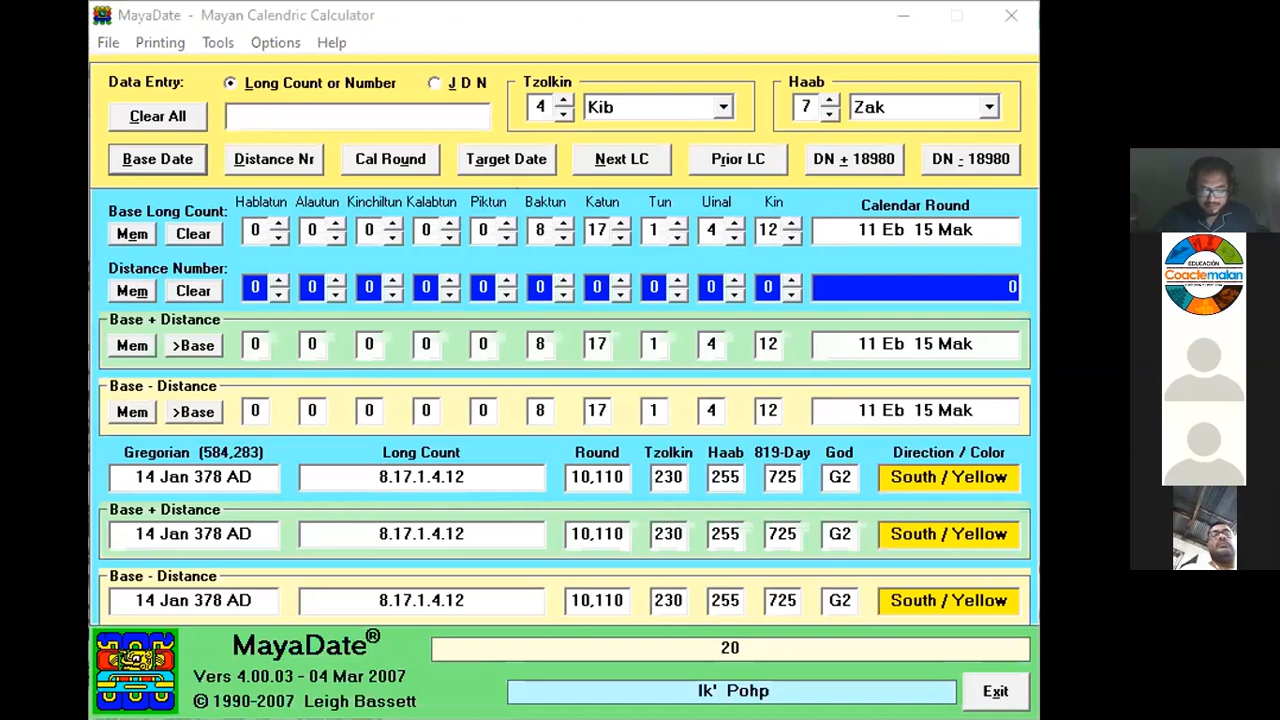 MayaDate - Mayan Calendric Calculator
File Printing Tools Options Help
Data Entry: Long Count or Number J D N Tzolkin Haab
Clear All 4 Kib 7 Zak
Base Date Distance Nr Cal Round Target Date Next LC Prior LC DN + 18980 DN - 18980
Base Long Count: Hablatun Alautun Kinchiltun Kalabtun Piktun Baktun Katun Tun Uinal Kin Calendar Round
Mem Clear 0 0 0 0 0 8 17 1 4 12 11 Eb 15 Mak
Distance Number:
Mem Clear 0 0 0 0 0 0 0 0 0 0 0
Base + Distance
Mem >Base 0 0 0 0 0 8 17 1 4 12 11 Eb 15 Mak
Base - Distance
Mem >Base 0 0 0 0 0 8 17 1 4 12 11 Eb 15 Mak
Gregorian (584,283) Long Count Round Tzolkin Haab 819-Day God Direction / Color
14 Jan 378 AD 8.17.1.4.12 10,110 230 255 725 G2 South / Yellow
Base + Distance
14 Jan 378 AD 8.17.1.4.12 10,110 230 255 725 G2 South / Yellow
Base - Distance
14 Jan 378 AD 8.17.1.4.12 10,110 230 255 725 G2 South / Yellow
MayaDate® 20
Vers 4.00.03 - 04 Mar 2007
© 1990-2007 Leigh Bassett Ik' Pohp Exit
EDUCACIÓN
Coactemalan